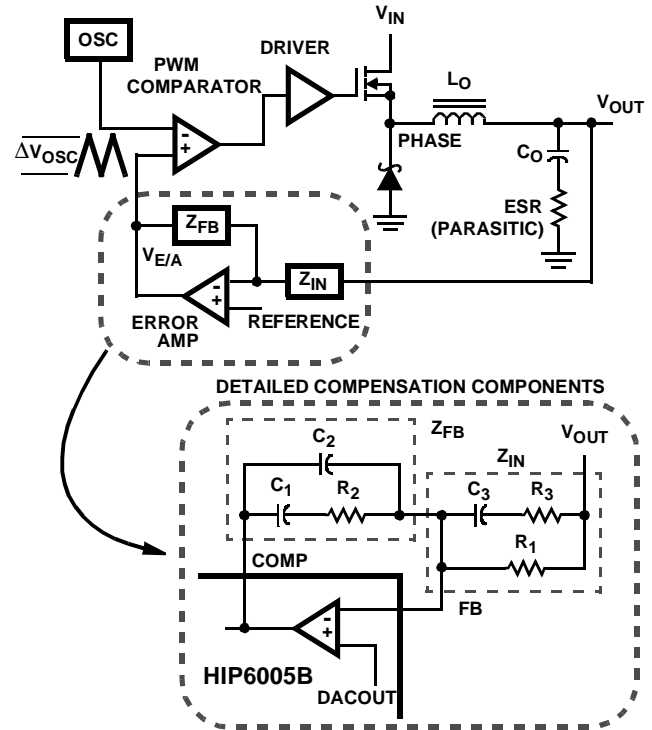 V_IN
OSC
DRIVER
PWM
COMPARATOR
L_O
V_OUT
-
+
PHASE
ΔV_OSC
C_O
ESR
(PARASITIC)
Z_FB
V_E/A
Z_IN
-
+
REFERENCE
ERROR
AMP
DETAILED COMPENSATION COMPONENTS
Z_FB
V_OUT
C_2
Z_IN
C_1
R_2
C_3
R_3
R_1
COMP
FB
-
+
HIP6005B
DACOUT